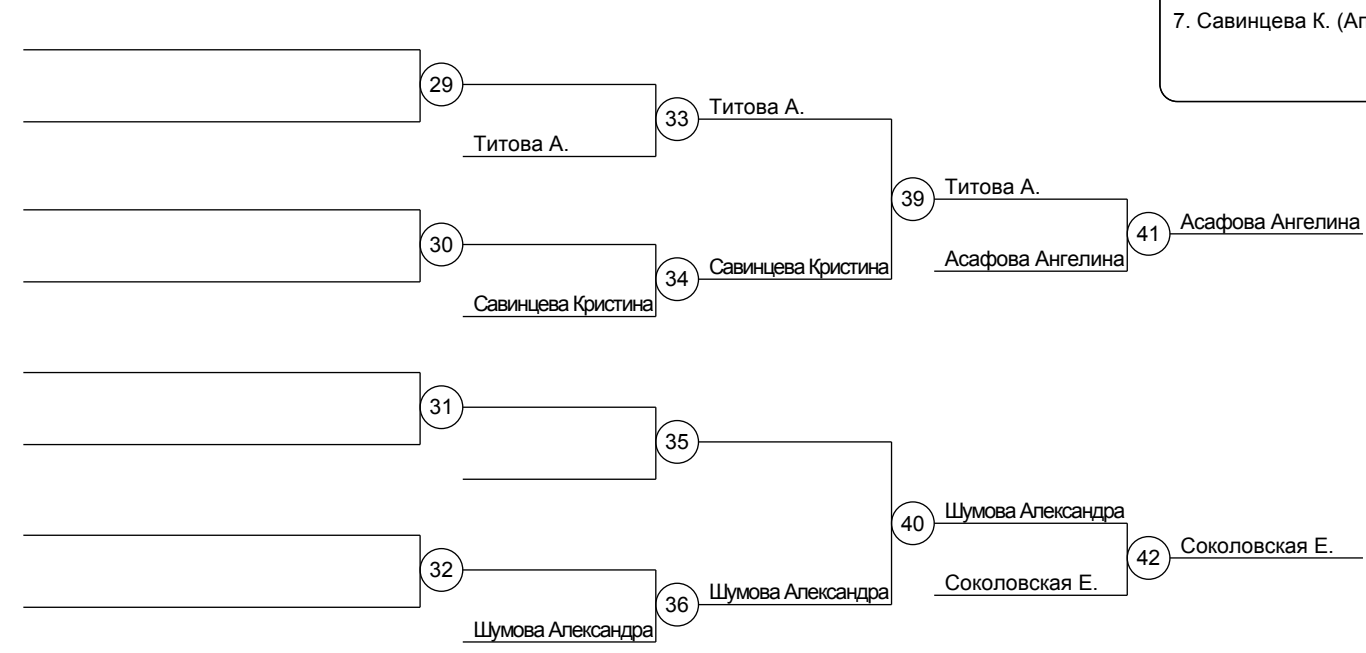 7. Савинцева К. (Ап
29
33
Титова А.
Титова А.
39
Титова А.
41
Асафова Ангелина
Асафова Ангелина
30
34
Савинцева Кристина
Савинцева Кристина
31
35
40
Шумова Александра
42
Соколовская Е.
Соколовская Е.
32
36
Шумова Александра
Шумова Александра